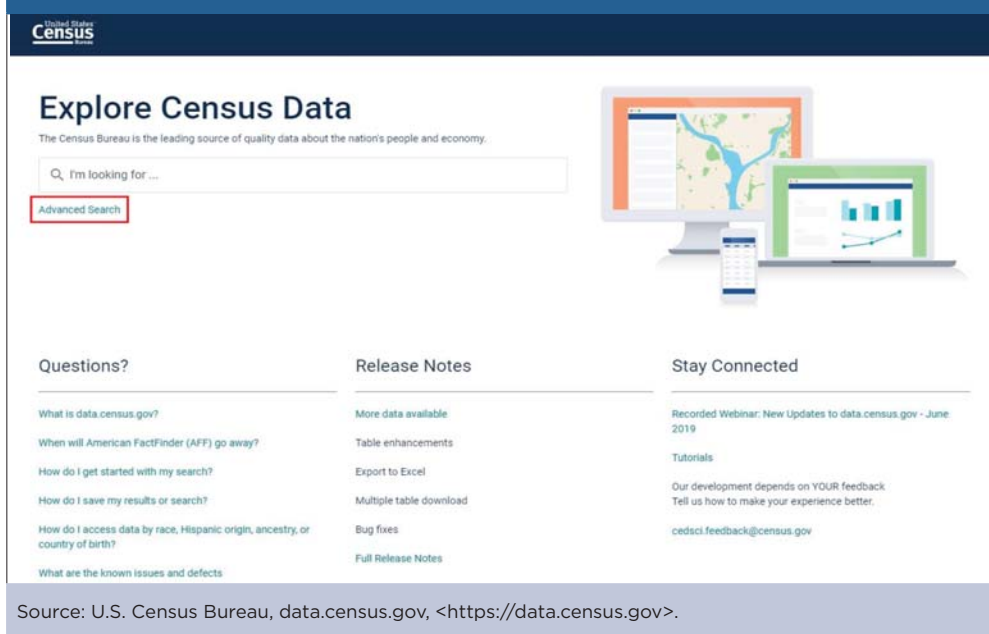 United States
Census
Bureau
Explore Census Data
The Census Bureau is the leading source of quality data about the nation's people and economy.
I'm looking for ...
Advanced Search
Questions?
What is data.census.gov?
When will American FactFinder (AFF) go away?
How do I get started with my search?
How do I save my results or search?
How do I access data by race, Hispanic origin, ancestry, or
country of birth?
What are the known issues and defects
Release Notes
More data available
Table enhancements
Export to Excel
Multiple table download
Bug fixes
Full Release Notes
Stay Connected
Recorded Webinar: New Updates to data.census.gov - June
2019
Tutorials
Our development depends on YOUR feedback
Tell us how to make your experience better.
cedsci.feedback@census.gov
Source: U.S. Census Bureau, data.census.gov, <https://data.census.gov>.